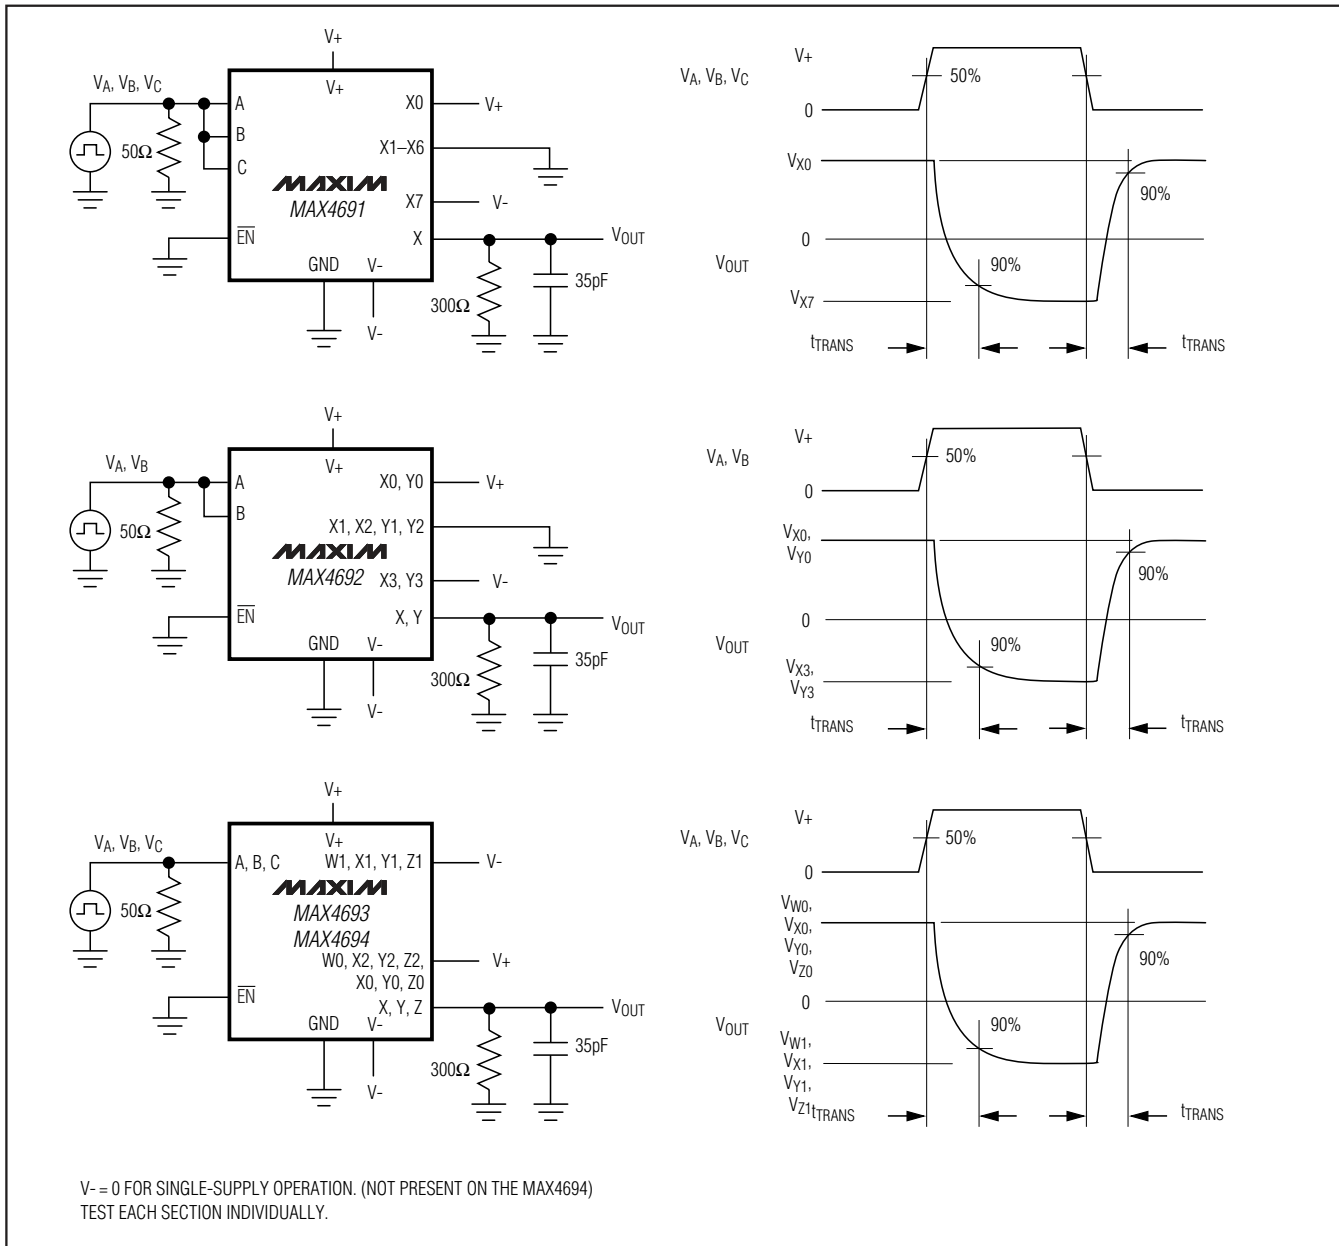 V+
VA, VB, VC
V+
A
X0
V+
B
50Ω
X1–X6
C
MAXIM
MAX4691
X7
V-
EN
X
VOUT
GND
V-
300Ω
35pF
V-
V+
VA, VB, VC
50%
0
VX0
90%
0
VOUT
90%
VX7
tTRANS
tTRANS
V+
VA, VB
V+
A
X0, Y0
V+
B
50Ω
X1, X2, Y1, Y2
MAXIM
MAX4692
X3, Y3
V-
EN
X, Y
VOUT
GND
V-
300Ω
35pF
V-
V+
VA, VB
50%
0
VX0,
VY0
90%
0
VOUT
90%
VX3,
VY3
tTRANS
tTRANS
V+
VA, VB, VC
V+
A, B, C
W1, X1, Y1, Z1
V-
MAXIM
50Ω
MAX4693
MAX4694
W0, X2, Y2, Z2,
V+
X0, Y0, Z0
EN
X, Y, Z
VOUT
GND
V-
300Ω
35pF
V-
V+
VA, VB, VC
50%
0
VW0,
VX0,
VY0,
VZ0
90%
0
VOUT
90%
VW1,
VX1,
VY1,
VZ1
tTRANS
tTRANS
V- = 0 FOR SINGLE-SUPPLY OPERATION. (NOT PRESENT ON THE MAX4694)
TEST EACH SECTION INDIVIDUALLY.